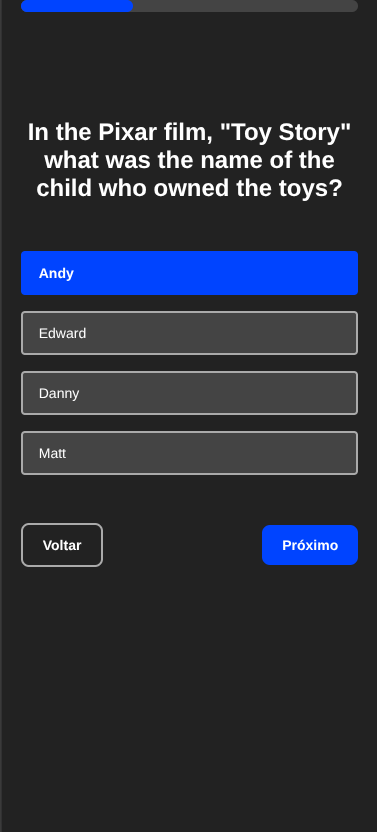 In the Pixar film, "Toy Story"
what was the name of the
child who owned the toys?
Andy
Edward
Danny
Matt
Voltar
Próximo